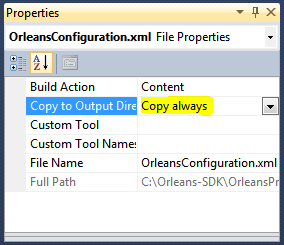 Properties
OrleansConfiguration.xml File Properties
Build Action Content
Copy to Output Dire Copy always
Custom Tool
Custom Tool Names
File Name OrleansConfiguration.xml
Full Path C:\Orleans-SDK\OrleansPr